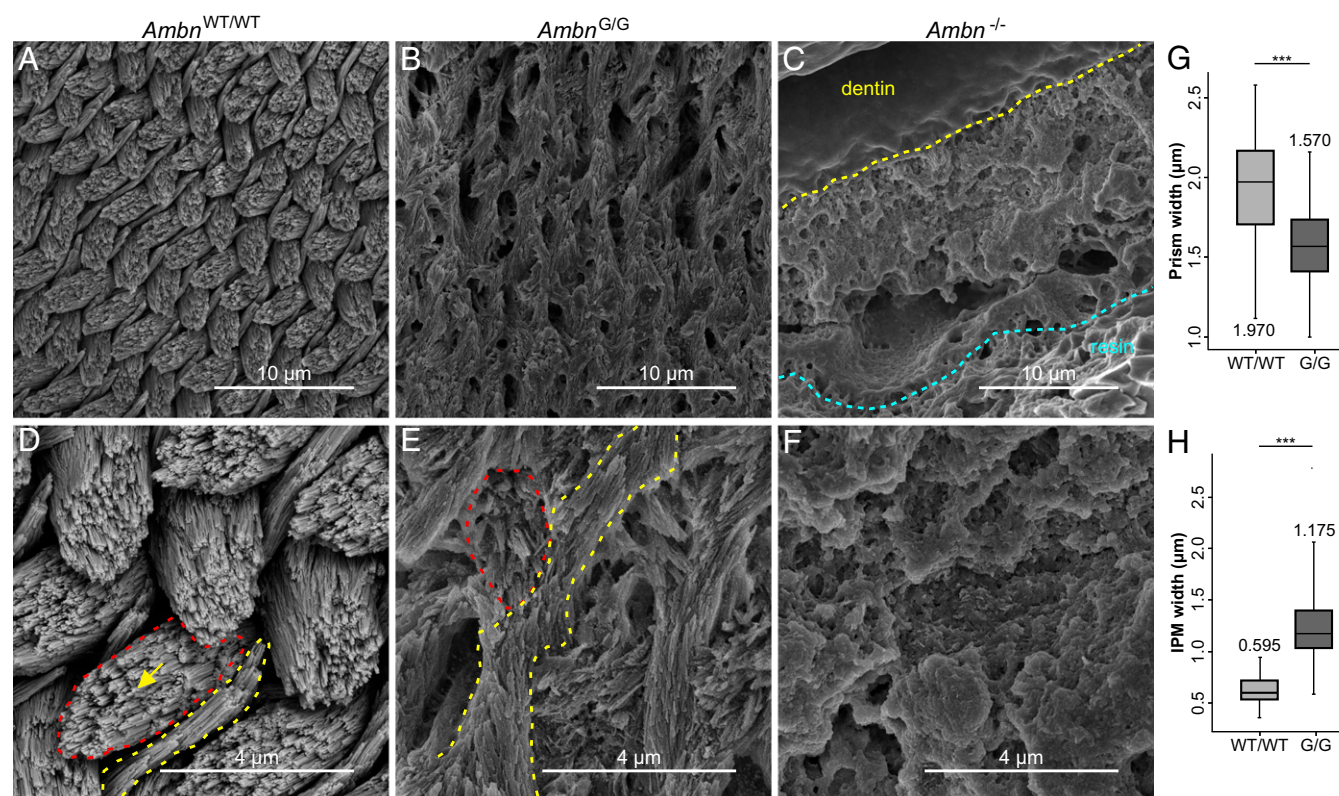 Ambn WT/WT
Ambn G/G
Ambn -/-
A
B
C
dentin
resin
10 µm
10 µm
10 µm
G
***
Prism width (µm)
2.5
2.0
1.5
1.0
1.570
1.970
WT/WT
G/G
D
E
F
4 µm
4 µm
4 µm
H
***
IPM width (µm)
2.5
2.0
1.5
1.0
0.5
1.175
0.595
WT/WT
G/G